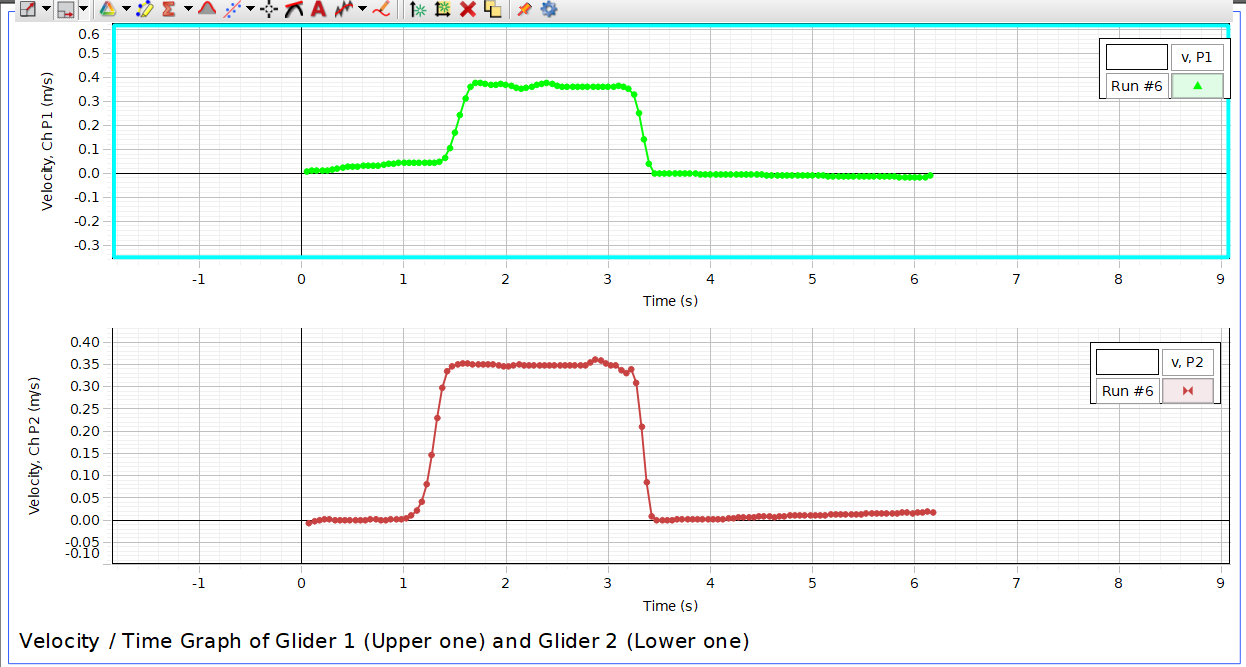 0.6
0.5
0.4
0.3
0.2
0.1
0.0
-0.1
-0.2
-0.3
Velocity, Ch P1 (m/s)
v, P1
Run #6
-1 0 1 2 3 4 5 6 7 8 9
Time (s)
0.40
0.35
0.30
0.25
0.20
0.15
0.10
0.05
0.00
-0.05
-0.10
Velocity, Ch P2 (m/s)
v, P2
Run #6
-1 0 1 2 3 4 5 6 7 8 9
Time (s)
Velocity / Time Graph of Glider 1 (Upper one) and Glider 2 (Lower one)